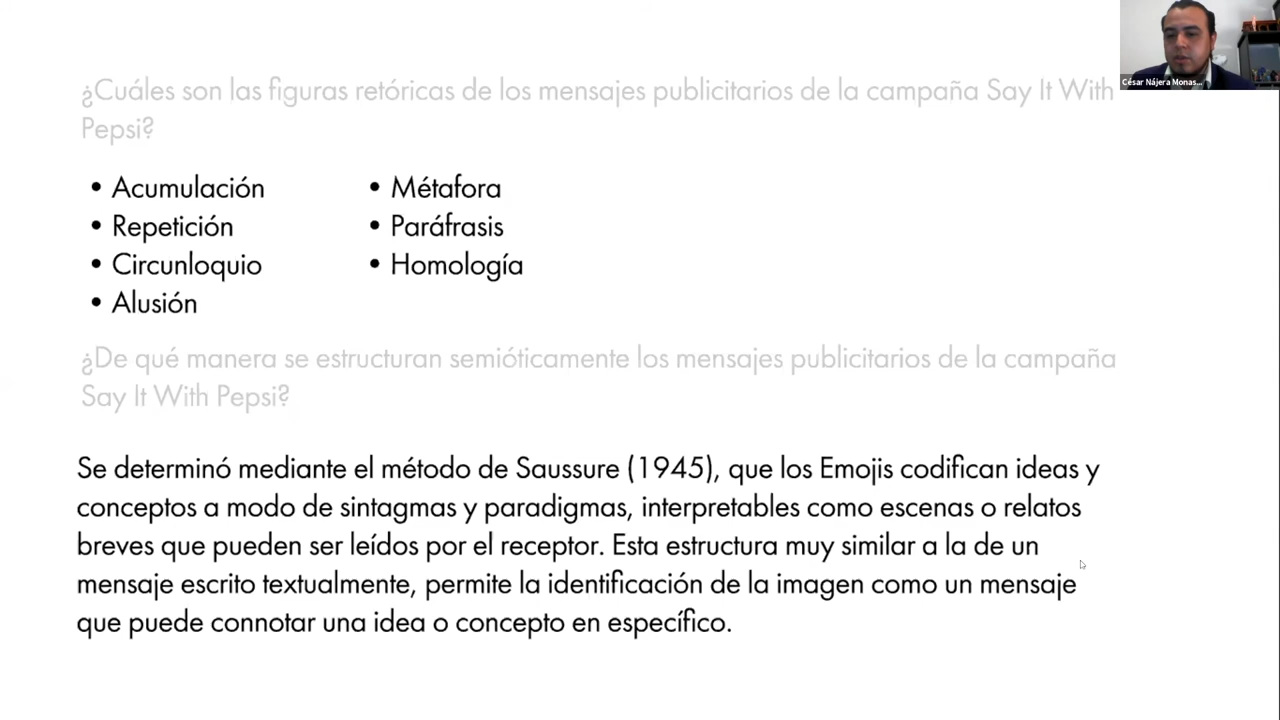 César Nájera Monas...
¿Cuáles son las figuras retóricas de los mensajes publicitarios de la campaña Say It With
Pepsi?
• Acumulación
• Repetición
• Circunloquio
• Alusión
• Métafora
• Paráfrasis
• Homología
¿De qué manera se estructuran semióticamente los mensajes publicitarios de la campaña
Say It With Pepsi?
Se determinó mediante el método de Saussure (1945), que los Emojis codifican ideas y
conceptos a modo de sintagmas y paradigmas, interpretables como escenas o relatos
breves que pueden ser leídos por el receptor. Esta estructura muy similar a la de un
mensaje escrito textualmente, permite la identificación de la imagen como un mensaje
que puede connotar una idea o concepto en específico.